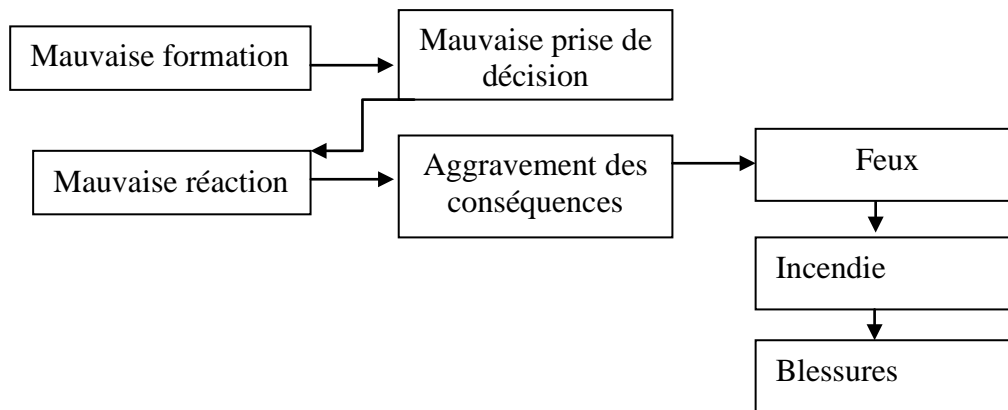 Mauvaise formation
Mauvaise prise de
décision
Mauvaise réaction
Aggravement des
conséquences
Feux
Incendie
Blessures